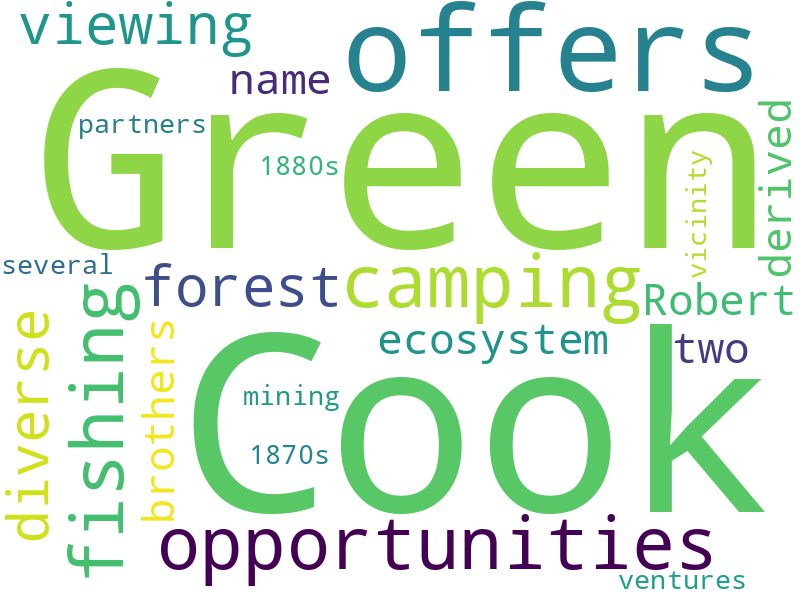 viewing
offers
name
Green
partners
1880s
vicinity
derived
several
forest
camping
Robert
diverse
fishing
brothers
ecosystem
two
Cook
mining
1870s
opportunities
ventures